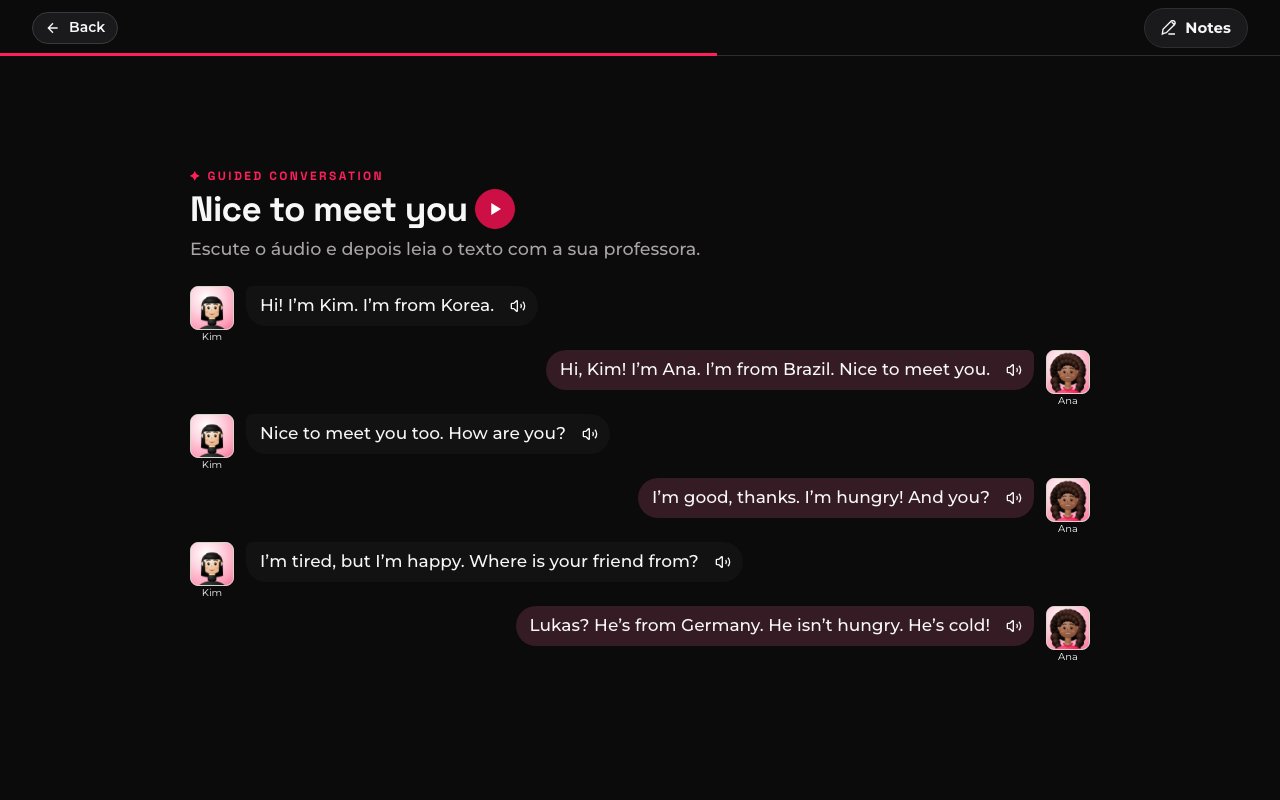 Back
Notes
GUIDED CONVERSATION
Nice to meet you
Escute o áudio e depois leia o texto com a sua professora.
Hi! I’m Kim. I’m from Korea.
Kim
Hi, Kim! I’m Ana. I’m from Brazil. Nice to meet you.
Ana
Nice to meet you too. How are you?
Kim
I’m good, thanks. I’m hungry! And you?
Ana
I’m tired, but I’m happy. Where is your friend from?
Kim
Lukas? He’s from Germany. He isn’t hungry. He’s cold!
Ana